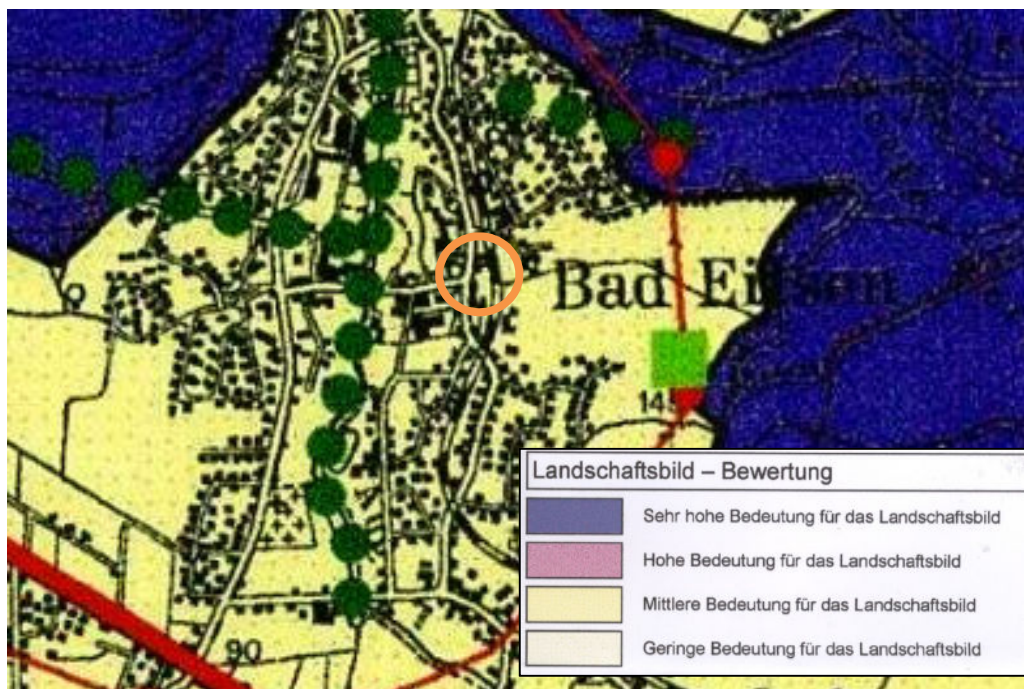 Bad Eilsen
145
90
Landschaftsbild – Bewertung
Sehr hohe Bedeutung für das Landschaftsbild
Hohe Bedeutung für das Landschaftsbild
Mittlere Bedeutung für das Landschaftsbild
Geringe Bedeutung für das Landschaftsbild